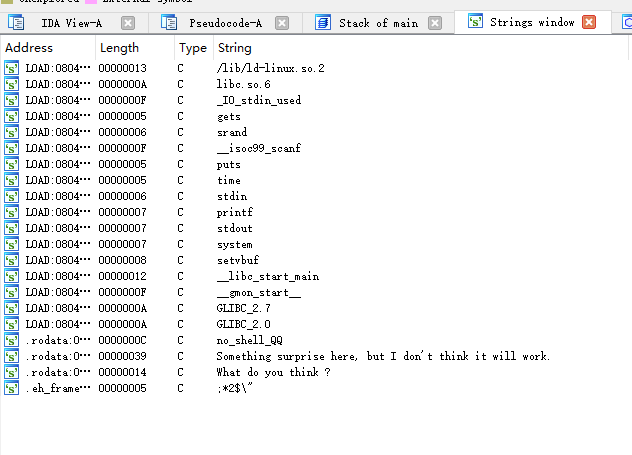 IDA View-A Pseudocode-A Stack of main Strings window
Address Length Type String
LOAD:0804… 00000013 C /lib/ld-linux.so.2
LOAD:0804… 0000000A C libc.so.6
LOAD:0804… 0000000F C _IO_stdin_used
LOAD:0804… 00000005 C gets
LOAD:0804… 00000006 C srand
LOAD:0804… 0000000F C __isoc99_scanf
LOAD:0804… 00000005 C puts
LOAD:0804… 00000005 C time
LOAD:0804… 00000006 C stdin
LOAD:0804… 00000007 C printf
LOAD:0804… 00000007 C stdout
LOAD:0804… 00000007 C system
LOAD:0804… 00000008 C setvbuf
LOAD:0804… 00000012 C __libc_start_main
LOAD:0804… 0000000F C __gmon_start__
LOAD:0804… 0000000A C GLIBC_2.7
LOAD:0804… 0000000A C GLIBC_2.0
.rodata:0… 0000000C C no_shell_QQ
.rodata:0… 00000039 C Something surprise here, but I don't think it will work.
.rodata:0… 00000014 C What do you think ?
.eh_frame… 00000005 C ;*2$\"